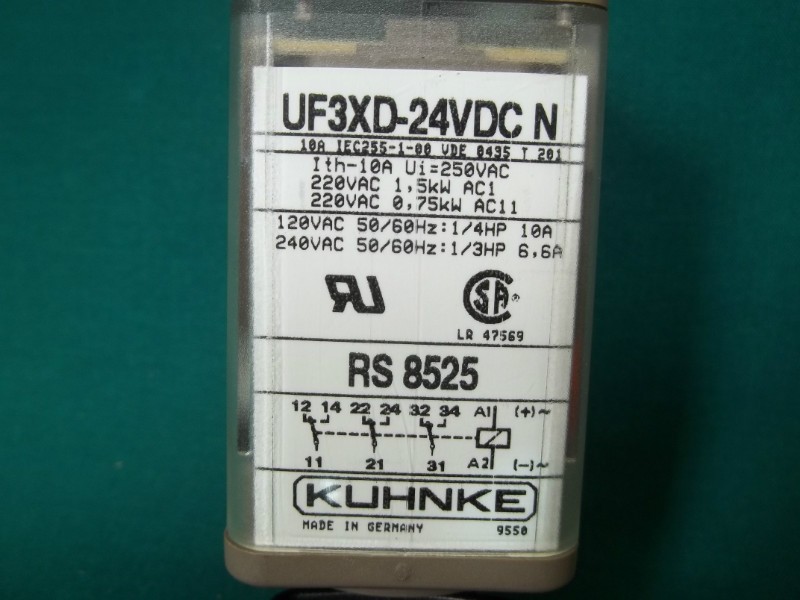 UF3XD-24VDC N
10A IEC255-1-00 VDE 0435 T 201
Ith-10A Ui=250VAC
220VAC 1,5kW AC1
220VAC 0,75kW AC11
120VAC 50/60Hz:1/4HP 10A
240VAC 50/60Hz:1/3HP 6,6A
RU SA®
LR 47569
RS 8525
12 14 22 24 32 34 A1 (+)~
11 21 31 A2 (-)~
KUHNKE
MADE IN GERMANY 9550